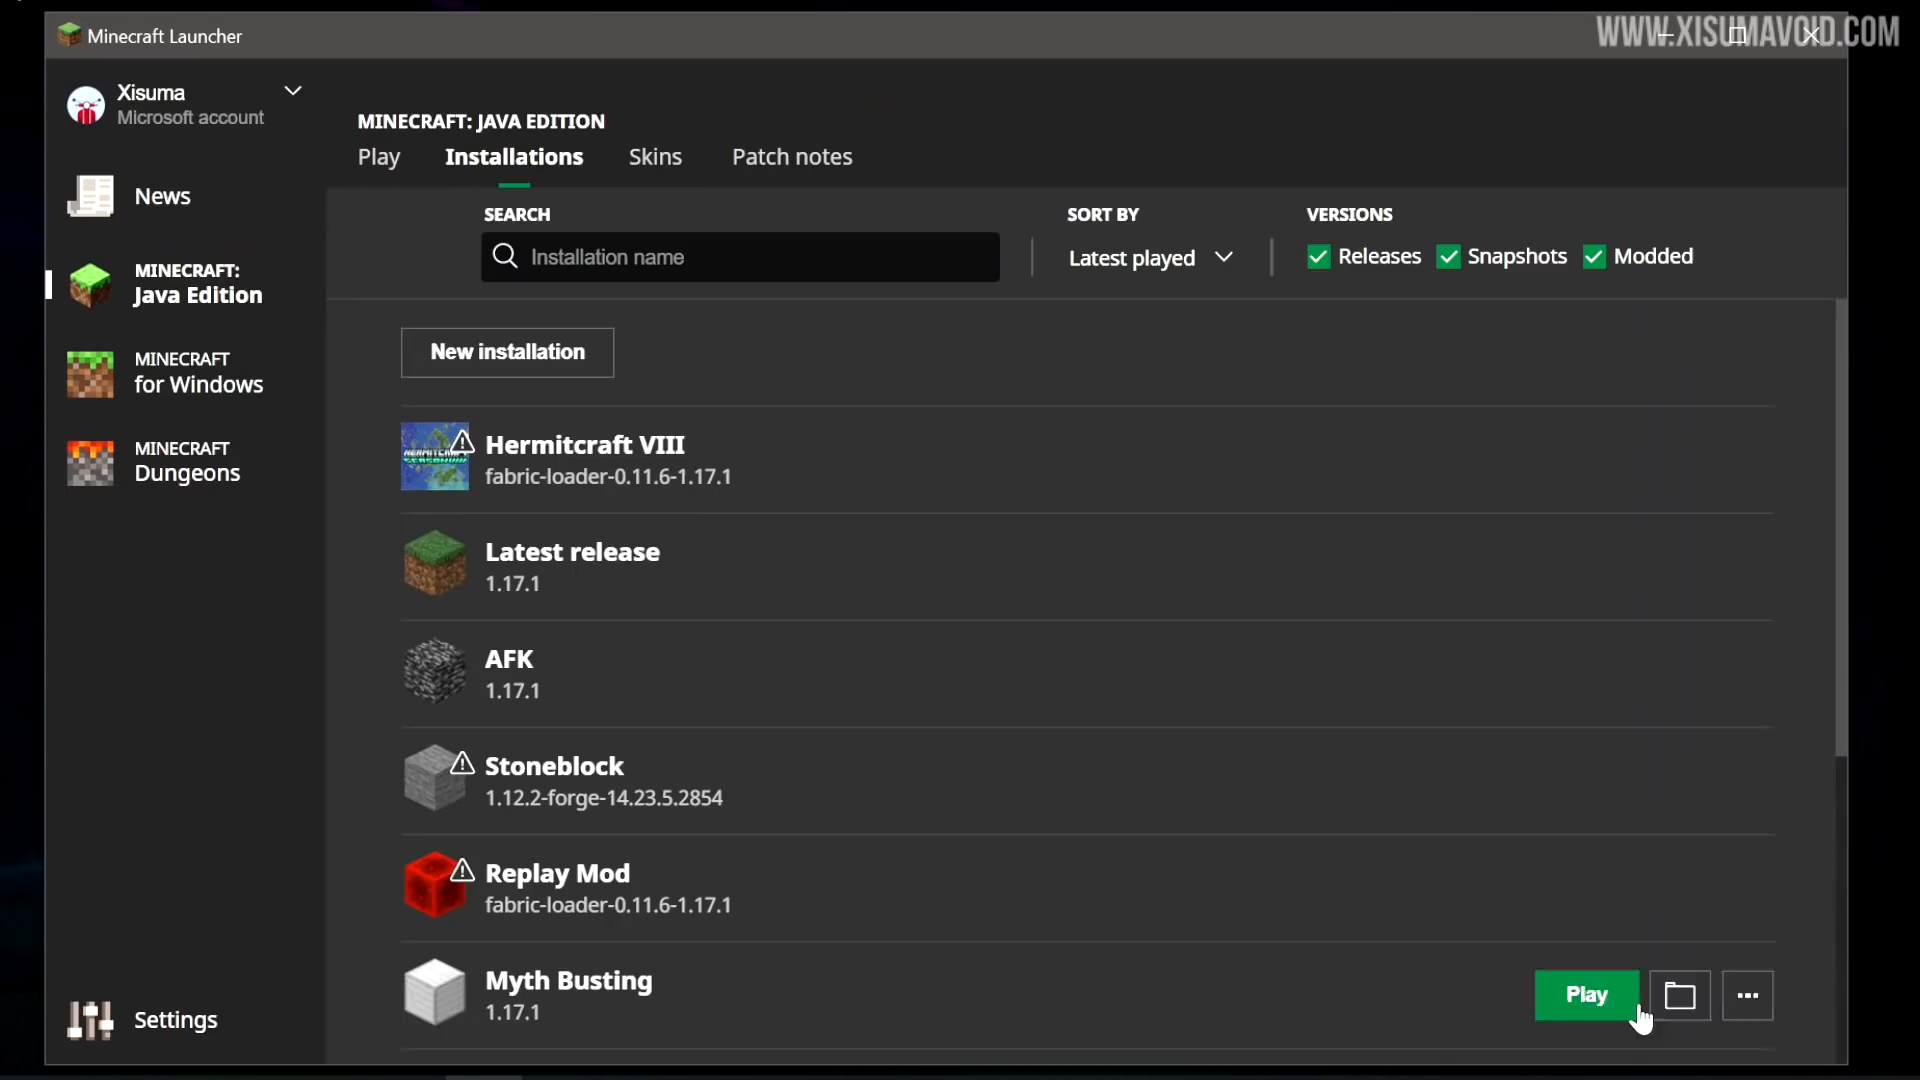 Minecraft Launcher
WWW.XISUMAVOID.COM
Xisuma
Microsoft account
News
MINECRAFT:
Java Edition
MINECRAFT
for Windows
MINECRAFT
Dungeons
Settings
MINECRAFT: JAVA EDITION
Play
Installations
Skins
Patch notes
SEARCH
Installation name
SORT BY
Latest played
VERSIONS
Releases
Snapshots
Modded
New installation
HERMITCRAFT
Hermitcraft VIII
fabric-loader-0.11.6-1.17.1
Latest release
1.17.1
AFK
1.17.1
Stoneblock
1.12.2-forge-14.23.5.2854
Replay Mod
fabric-loader-0.11.6-1.17.1
Myth Busting
1.17.1
Play